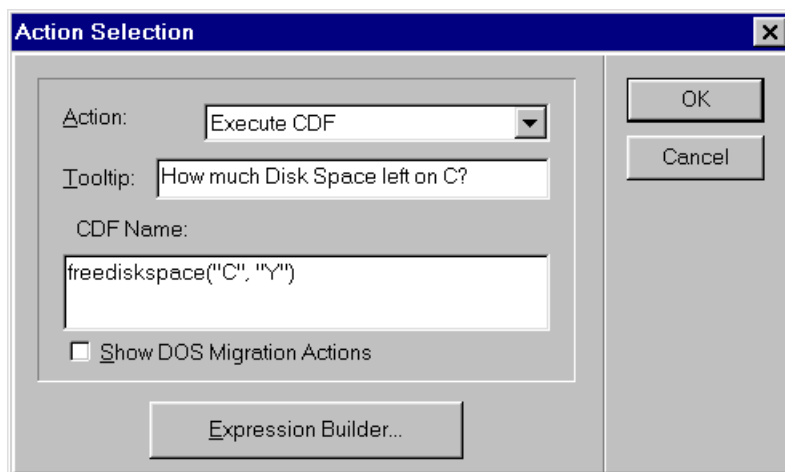 Action Selection
Action: Execute CDF
OK
Tooltip: How much Disk Space left on C?
Cancel
CDF Name:
freediskspace("C", "Y")
Show DOS Migration Actions
Expression Builder...